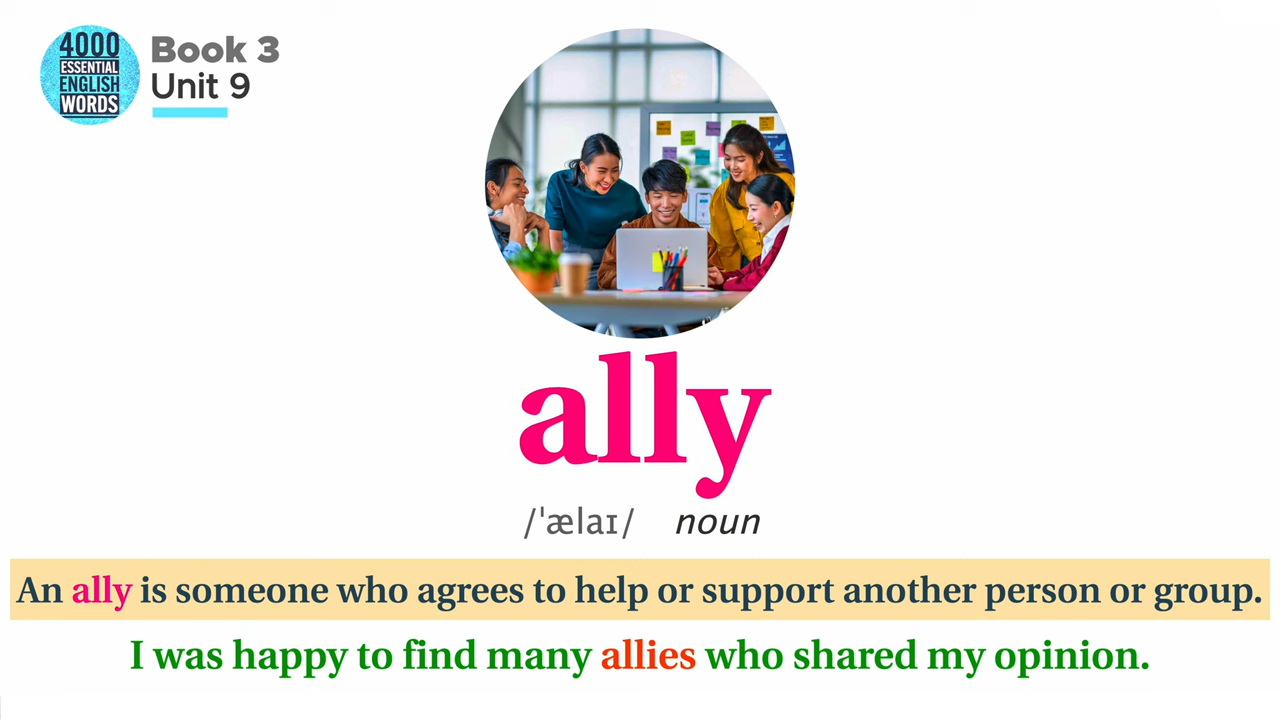 4000
ESSENTIAL
ENGLISH
WORDS
Book 3
Unit 9
ally
/ˈælaɪ/ noun
An ally is someone who agrees to help or support another person or group.
I was happy to find many allies who shared my opinion.